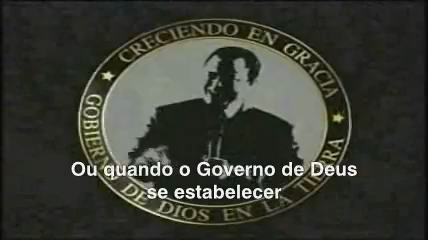 CRECIENDO EN GRACIA
GOBIERNO DE DIOS EN LA TIERRA
Ou quando o Governo de Deus
se estabelecer